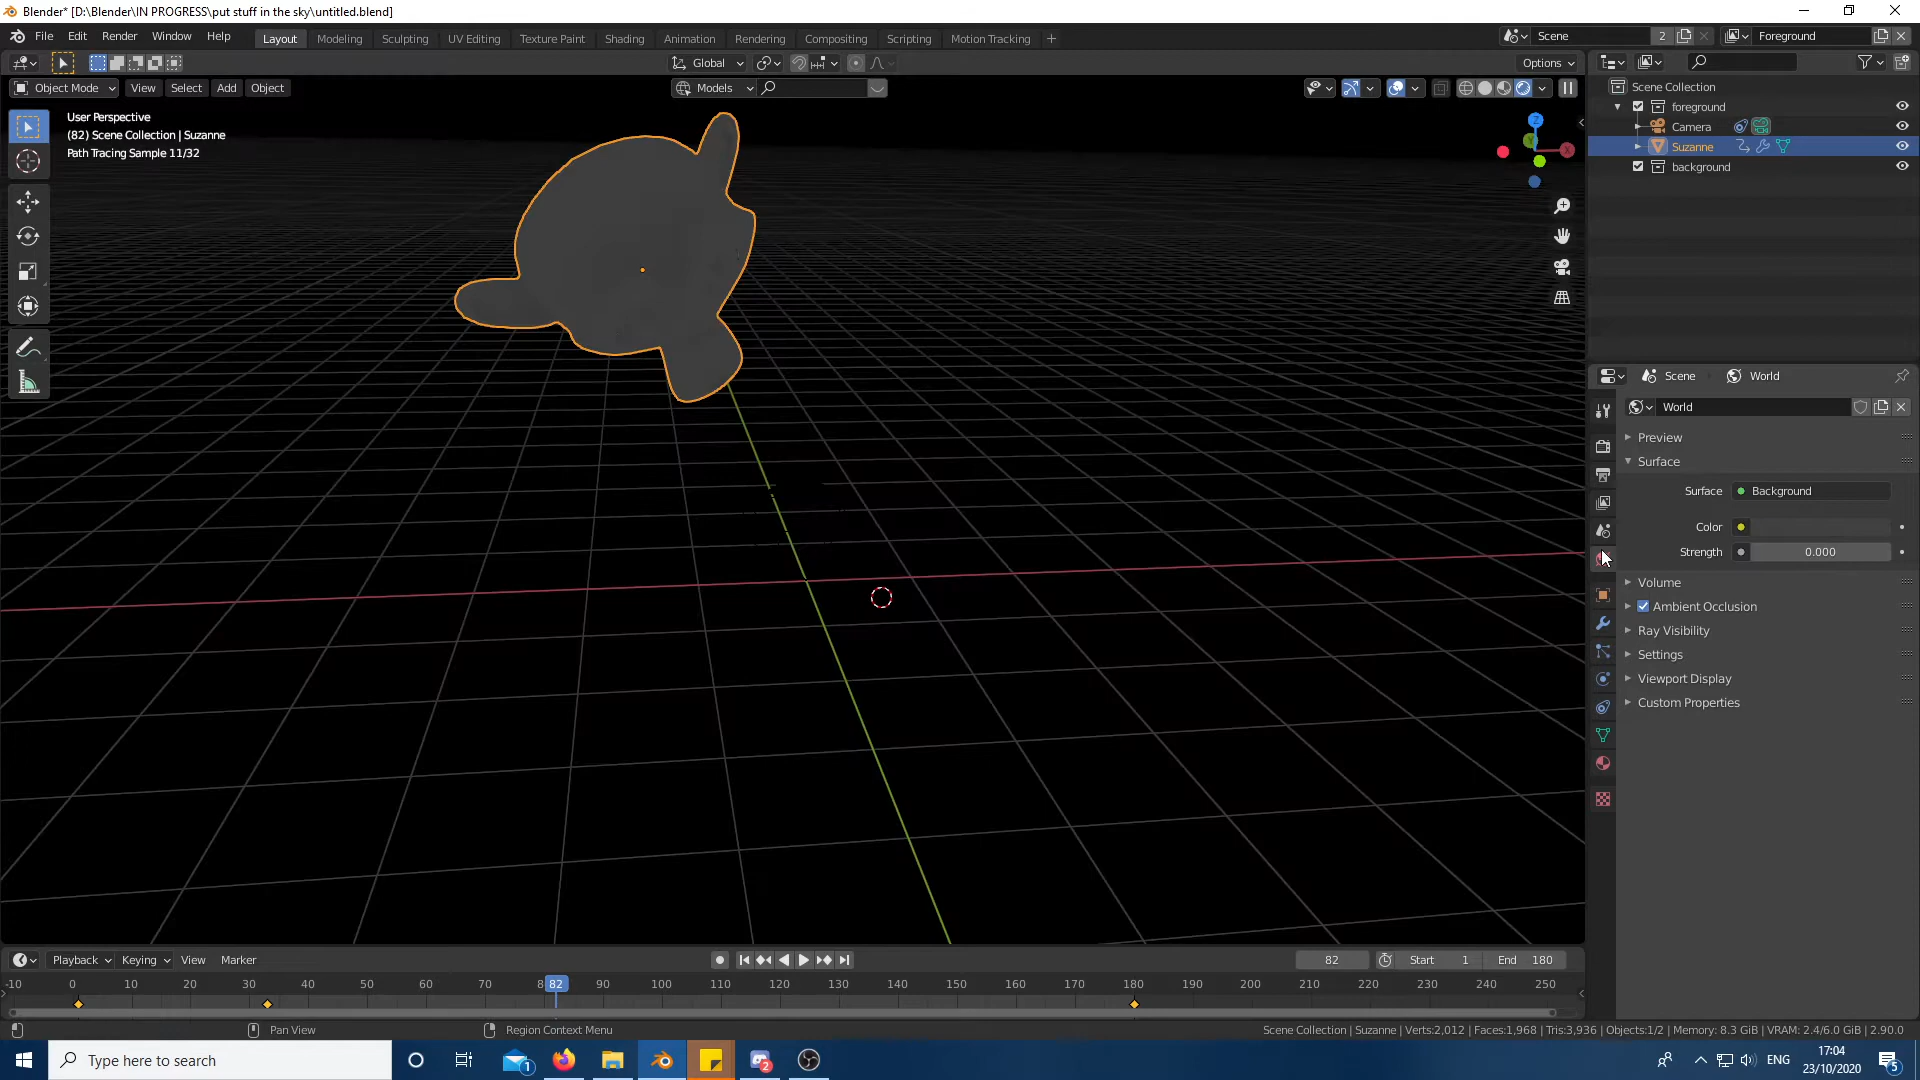 Blender* [D:\Blender\IN PROGRESS\put stuff in the sky\untitled.blend]
File Edit Render Window Help Layout Modeling Sculpting UV Editing Texture Paint Shading Animation Rendering Compositing Scripting Motion Tracking + Scene 2 Foreground
Global Options
Object Mode View Select Add Object Models
User Perspective
(82) Scene Collection | Suzanne
Path Tracing Sample 11/32
Z
Y
X
Scene Collection
foreground
Camera
Suzanne
background
Scene World
World
Preview
Surface
Surface Background
Color
Strength 0.000
Volume
Ambient Occlusion
Ray Visibility
Settings
Viewport Display
Custom Properties
Playback Keying View Marker 82 Start 1 End 180
-10 0 10 20 30 40 50 60 70 8 82 90 100 110 120 130 140 150 160 170 180 190 200 210 220 230 240 250
Pan View Region Context Menu Scene Collection | Suzanne | Verts:2,012 | Faces:1,968 | Tris:3,936 | Objects:1/2 | Memory: 8.3 GiB | VRAM: 2.4/6.0 GiB | 2.90.0
Type here to search 1 2 ENG 17:04
23/10/2020 5